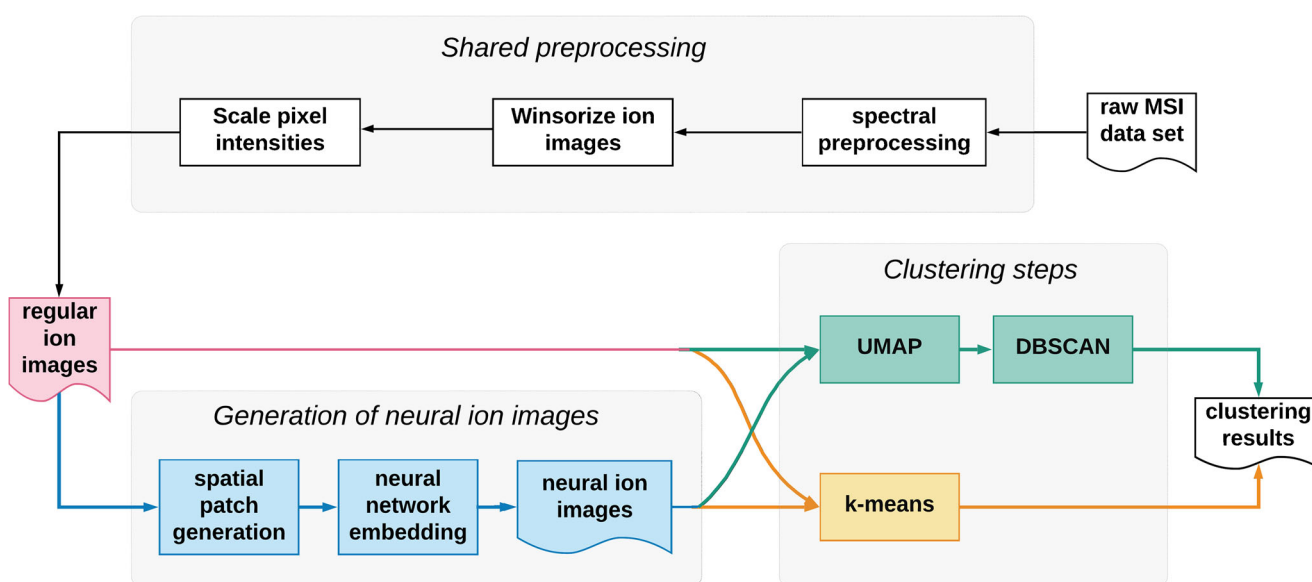 Shared preprocessing
Scale pixel
intensities
Winsorize ion
images
spectral
preprocessing
raw MSI
data set
regular
ion
images
Clustering steps
UMAP
DBSCAN
Generation of neural ion images
spatial
patch
generation
neural
network
embedding
neural ion
images
k-means
clustering
results